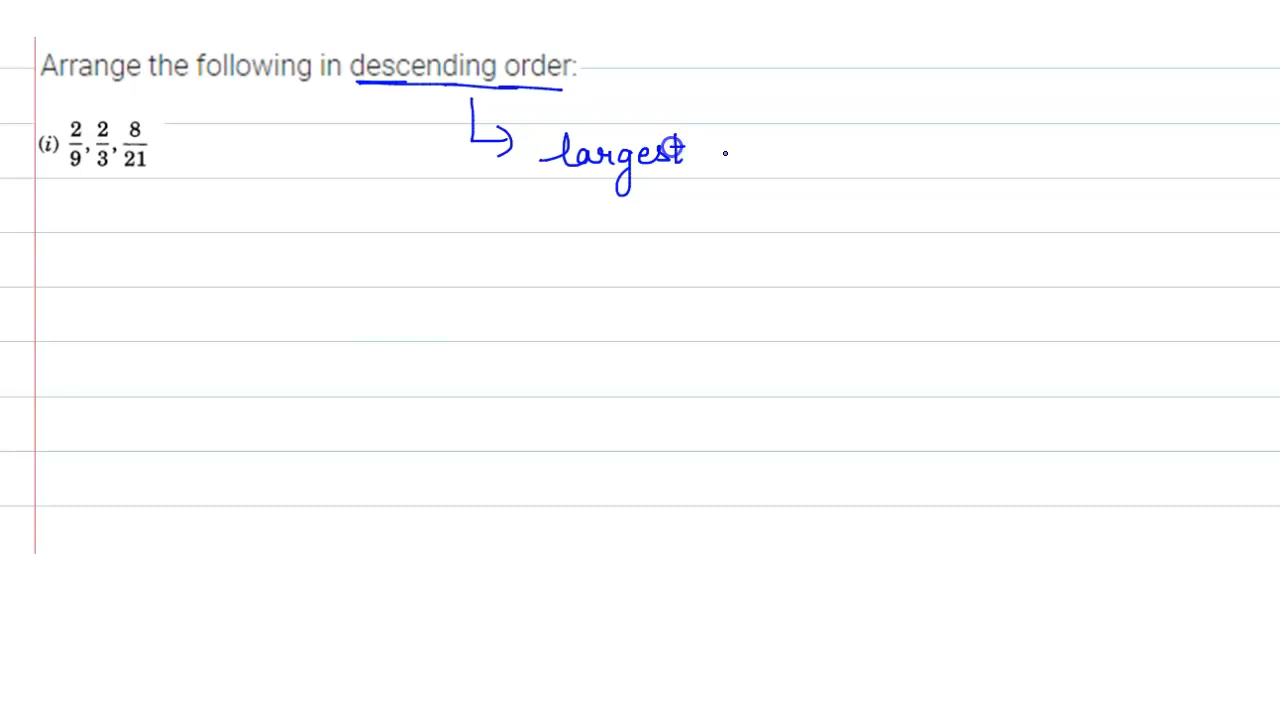 Arrange the following in descending order:
(i) 2/9, 2/3, 8/21
largest